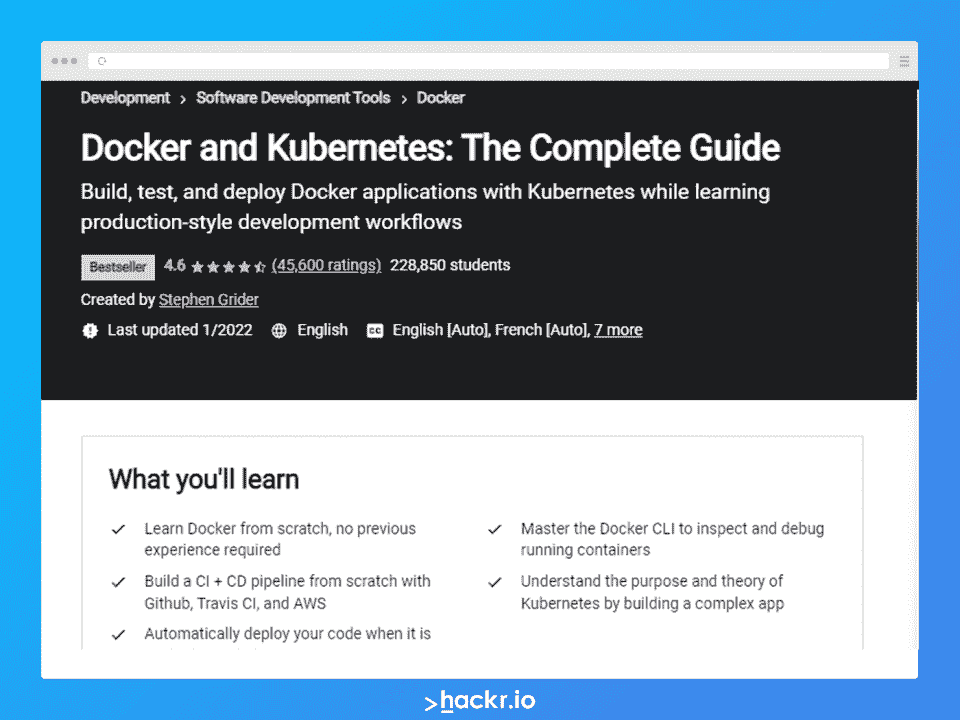 Development > Software Development Tools > Docker
Docker and Kubernetes: The Complete Guide
Build, test, and deploy Docker applications with Kubernetes while learning
production-style development workflows
Bestseller 4.6 (45,600 ratings) 228,850 students
Created by Stephen Grider
Last updated 1/2022 English CC English [Auto], French [Auto], 7 more
What you'll learn
Learn Docker from scratch, no previous
experience required
Build a CI + CD pipeline from scratch with
Github, Travis CI, and AWS
Automatically deploy your code when it is
Master the Docker CLI to inspect and debug
running containers
Understand the purpose and theory of
Kubernetes by building a complex app
>hackr.io